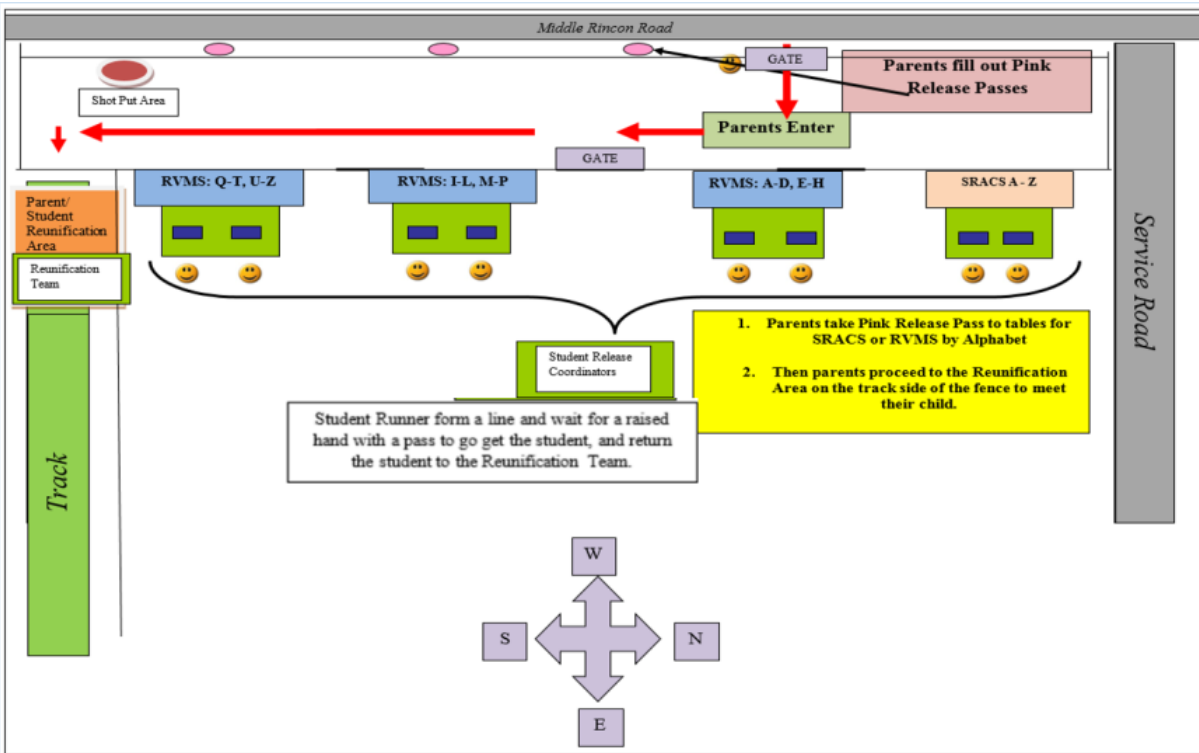 Middle Rincon Road
GATE
Parents fill out Pink
Release Passes
Shot Put Area
Parents Enter
GATE
RVMS: Q-T, U-Z
RVMS: I-L, M-P
RVMS: A-D, E-H
SRACS A - Z
Parent/
Student
Reunification
Area
Reunification
Team
Service Road
1. Parents take Pink Release Pass to tables for
SRACS or RVMS by Alphabet
2. Then parents proceed to the Reunification
Area on the track side of the fence to meet
their child.
Student Release
Coordinators
Student Runner form a line and wait for a raised
hand with a pass to go get the student, and return
the student to the Reunification Team.
Track
W
S
N
E